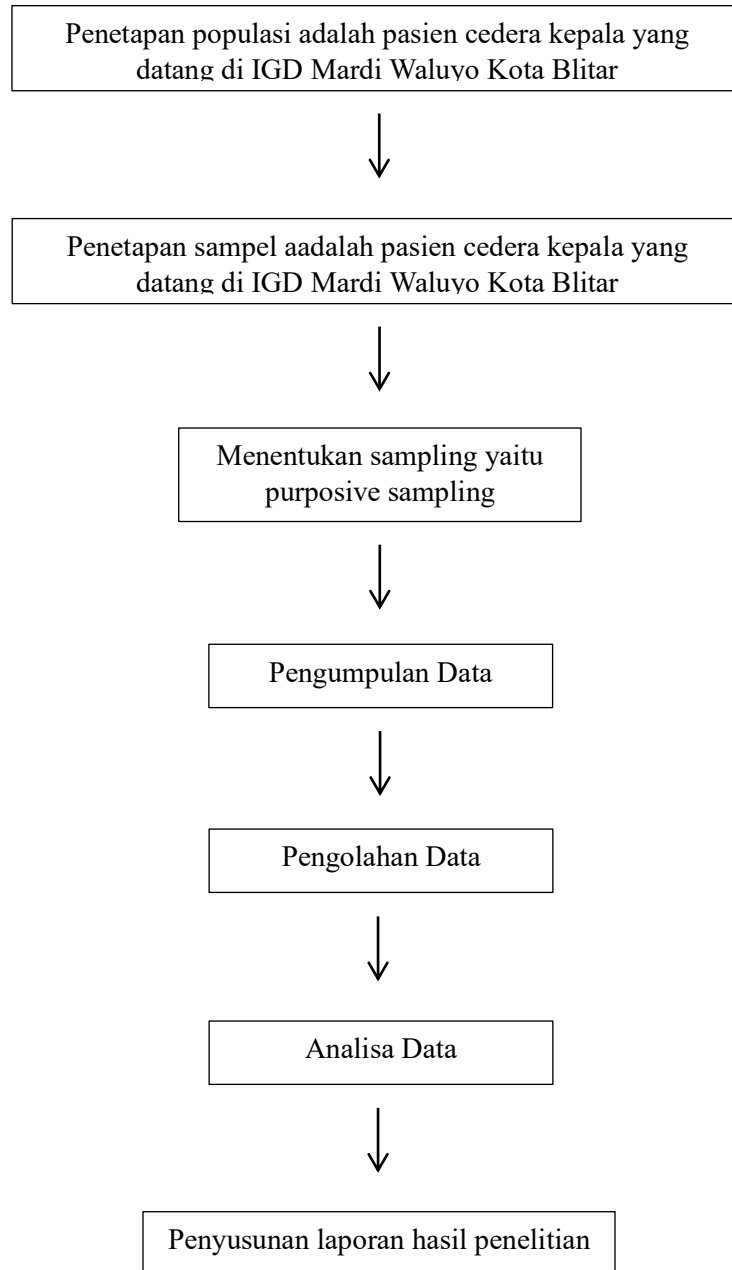 Penetapan populasi adalah pasien cedera kepala yang
datang di IGD Mardi Waluyo Kota Blitar
Penetapan sampel aadalah pasien cedera kepala yang
datang di IGD Mardi Waluyo Kota Blitar
Menentukan sampling yaitu
purposive sampling
Pengumpulan Data
Pengolahan Data
Analisa Data
Penyusunan laporan hasil penelitian